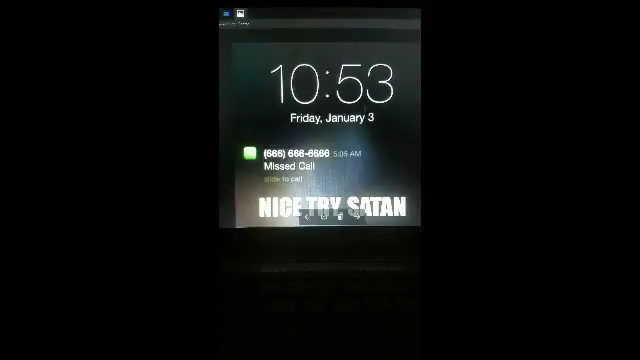 10:53
Friday, January 3
(666) 666-6666 5:05 AM
Missed Call
slide to call
NICE TRY, SATAN